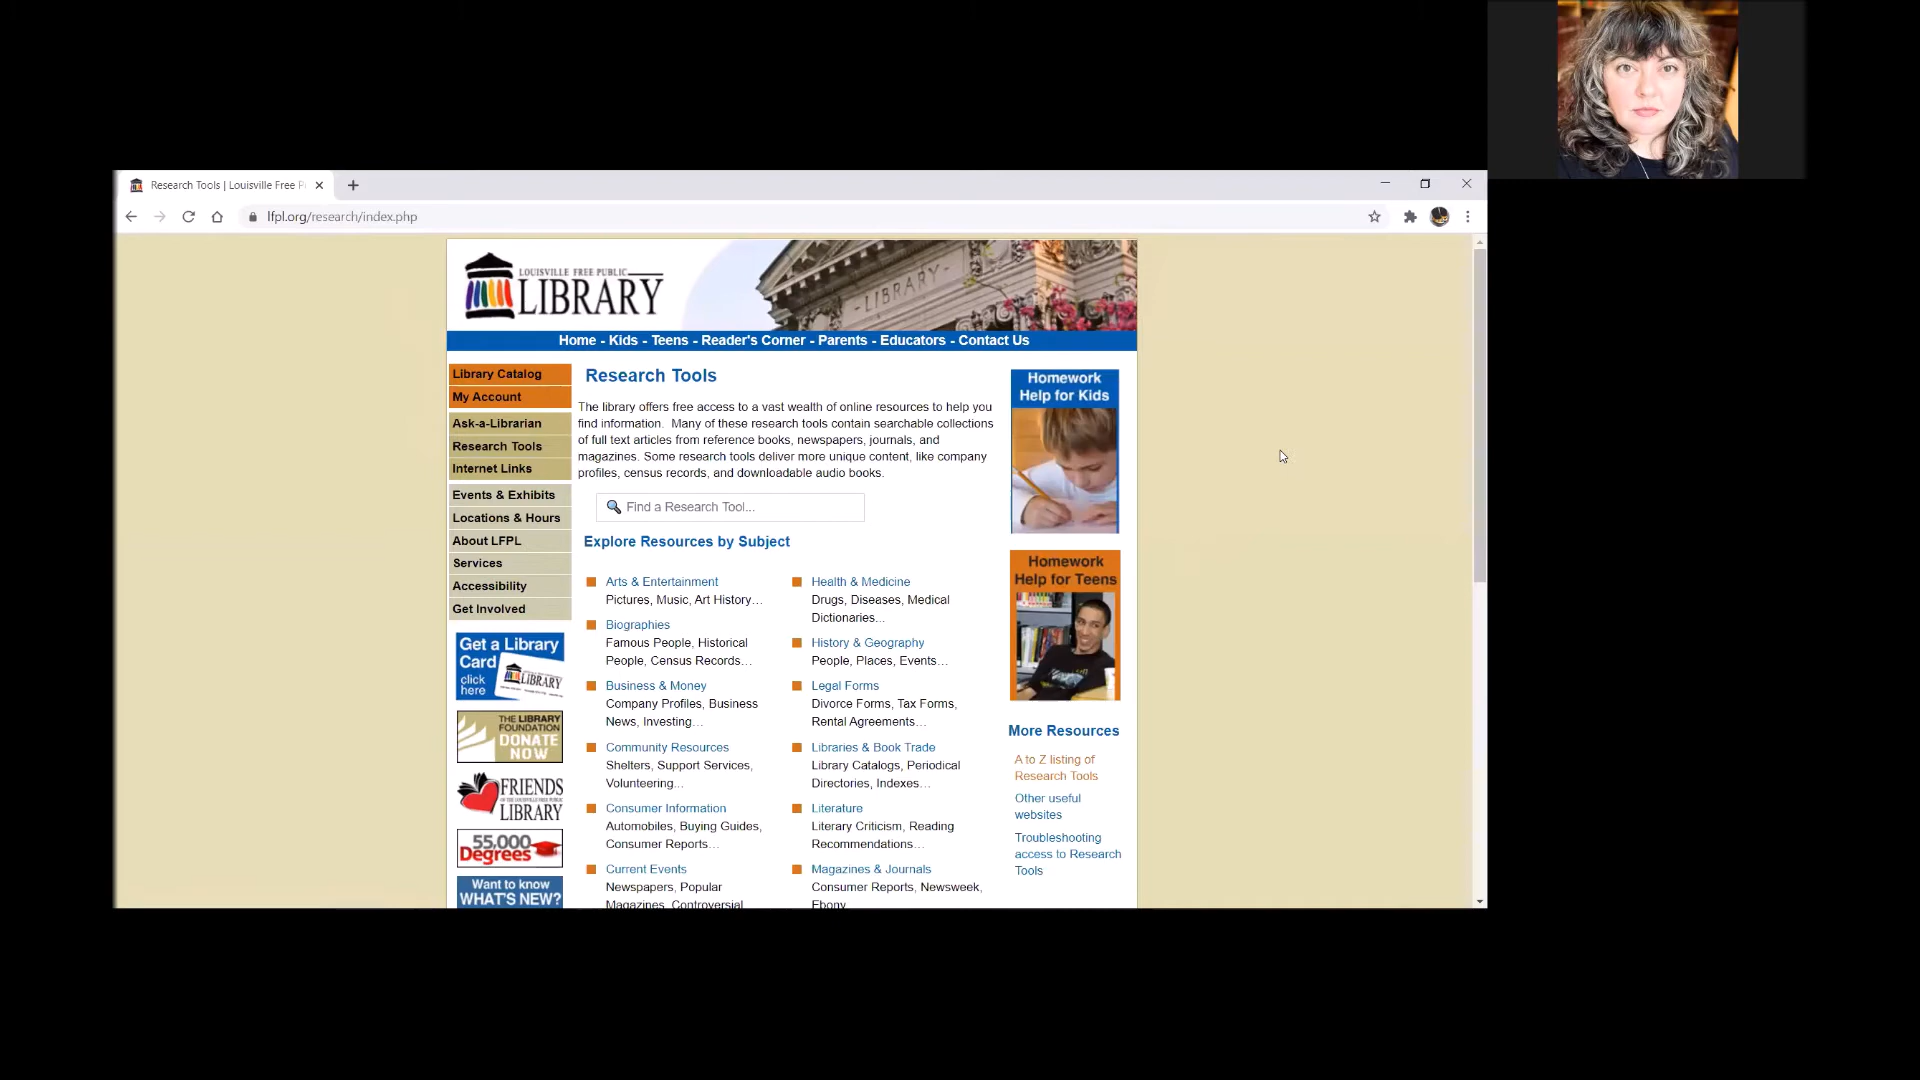 Research Tools | Louisville Free P
lfpl.org/research/index.php
LOUISVILLE FREE PUBLIC
LIBRARY
LIBRARY
Home - Kids - Teens - Reader's Corner - Parents - Educators - Contact Us
Library Catalog
My Account
Ask-a-Librarian
Research Tools
Internet Links
Events & Exhibits
Locations & Hours
About LFPL
Services
Accessibility
Get Involved
Get a Library
Card
click
here
LIBRARY
THE LIBRARY
FOUNDATION
DONATE
NOW
FRIENDS
OF THE LOUISVILLE FREE PUBLIC
LIBRARY
55,000
Degrees
Want to know
WHAT'S NEW?
Research Tools
The library offers free access to a vast wealth of online resources to help you
find information. Many of these research tools contain searchable collections
of full text articles from reference books, newspapers, journals, and
magazines. Some research tools deliver more unique content, like company
profiles, census records, and downloadable audio books.
Find a Research Tool...
Explore Resources by Subject
Arts & Entertainment
Pictures, Music, Art History…
Biographies
Famous People, Historical
People, Census Records…
Business & Money
Company Profiles, Business
News, Investing…
Community Resources
Shelters, Support Services,
Volunteering…
Consumer Information
Automobiles, Buying Guides,
Consumer Reports…
Current Events
Newspapers, Popular
Magazines, Controversial
Health & Medicine
Drugs, Diseases, Medical
Dictionaries…
History & Geography
People, Places, Events…
Legal Forms
Divorce Forms, Tax Forms,
Rental Agreements…
Libraries & Book Trade
Library Catalogs, Periodical
Directories, Indexes…
Literature
Literary Criticism, Reading
Recommendations…
Magazines & Journals
Consumer Reports, Newsweek,
Ebony
Homework
Help for Kids
Homework
Help for Teens
More Resources
A to Z listing of
Research Tools
Other useful
websites
Troubleshooting
access to Research
Tools